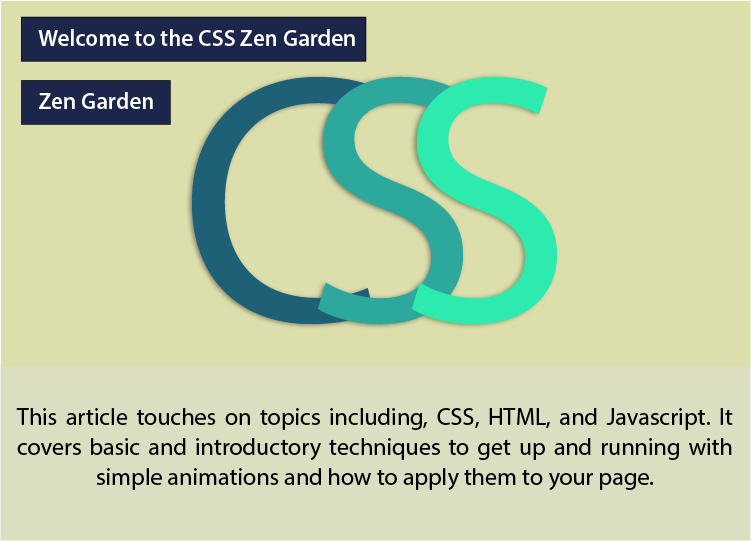 Welcome to the CSS Zen Garden
Zen Garden
CSS
This article touches on topics including, CSS, HTML, and Javascript. It
covers basic and introductory techniques to get up and running with
simple animations and how to apply them to your page.